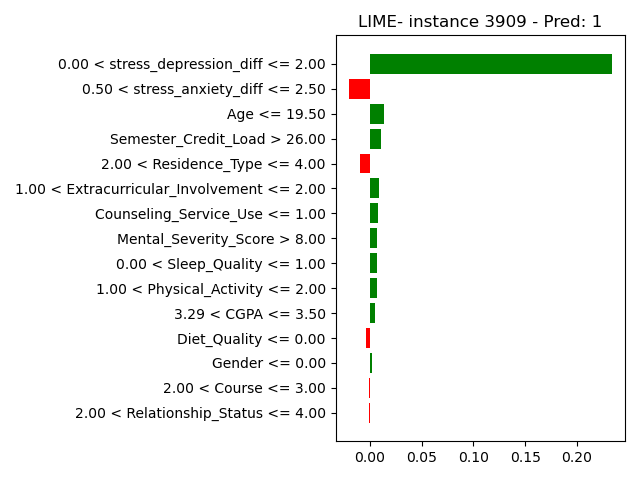 LIME- instance 3909 - Pred: 1
0.00 < stress_depression_diff <= 2.00
0.50 < stress_anxiety_diff <= 2.50
Age <= 19.50
Semester_Credit_Load > 26.00
2.00 < Residence_Type <= 4.00
1.00 < Extracurricular_Involvement <= 2.00
Counseling_Service_Use <= 1.00
Mental_Severity_Score > 8.00
0.00 < Sleep_Quality <= 1.00
1.00 < Physical_Activity <= 2.00
3.29 < CGPA <= 3.50
Diet_Quality <= 0.00
Gender <= 0.00
2.00 < Course <= 3.00
2.00 < Relationship_Status <= 4.00
0.00 0.05 0.10 0.15 0.20